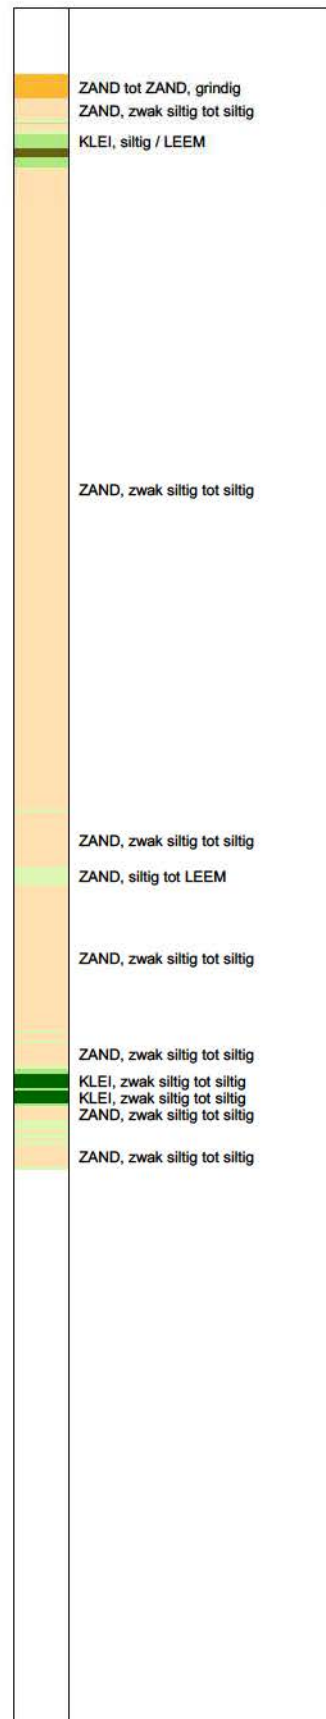 ZAND tot ZAND, grindig
ZAND, zwak siltig tot siltig
KLEI, siltig / LEEM
ZAND, zwak siltig tot siltig
ZAND, zwak siltig tot siltig
ZAND, siltig tot LEEM
ZAND, zwak siltig tot siltig
ZAND, zwak siltig tot siltig
KLEI, zwak siltig tot siltig
KLEI, zwak siltig tot siltig
ZAND, zwak siltig tot siltig
ZAND, zwak siltig tot siltig